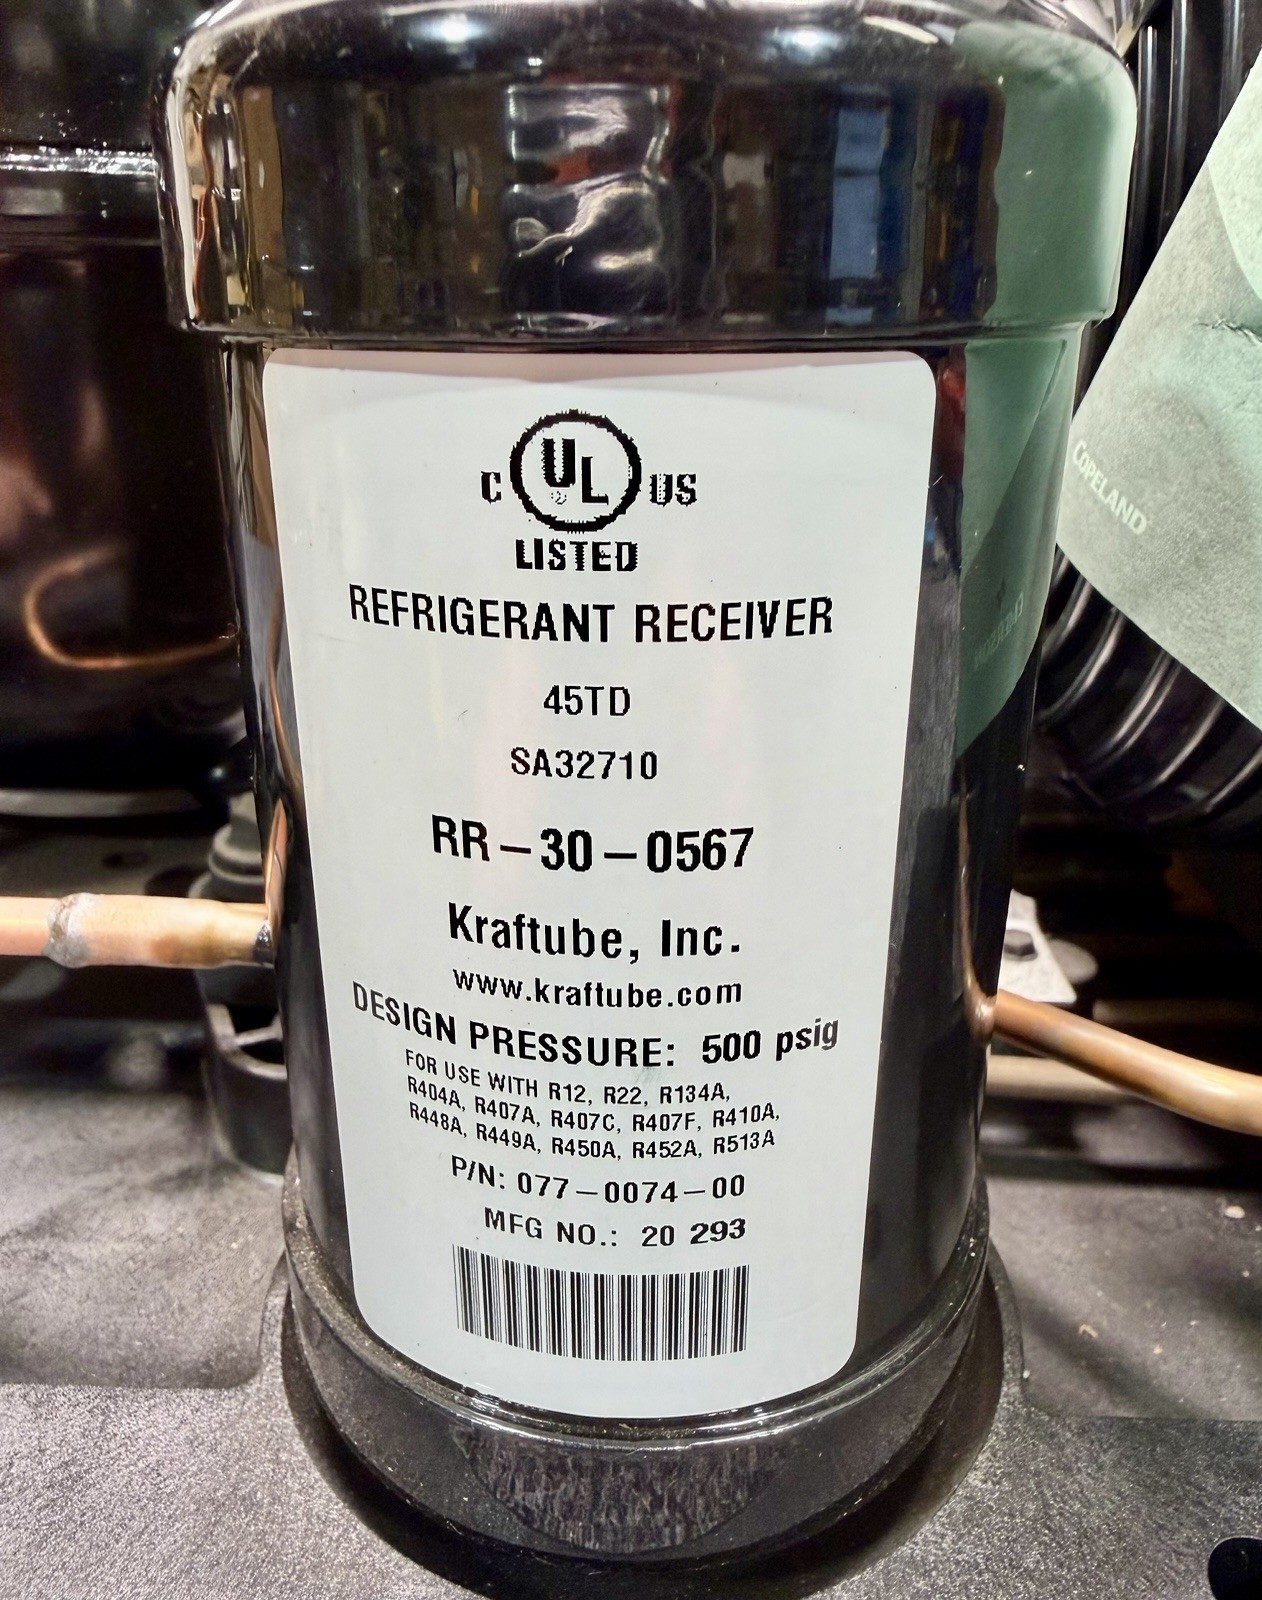 C UL US
LISTED
REFRIGERANT RECEIVER
45TD
SA32710
RR-30-0567
Kraftube, Inc.
www.kraftube.com
DESIGN PRESSURE: 500 psig
FOR USE WITH R12, R22, R134A,
R404A, R407A, R407C, R407F, R410A,
R448A, R449A, R450A, R452A, R513A
P/N: 077-0074-00
MFG NO.: 20 293
COPELAND